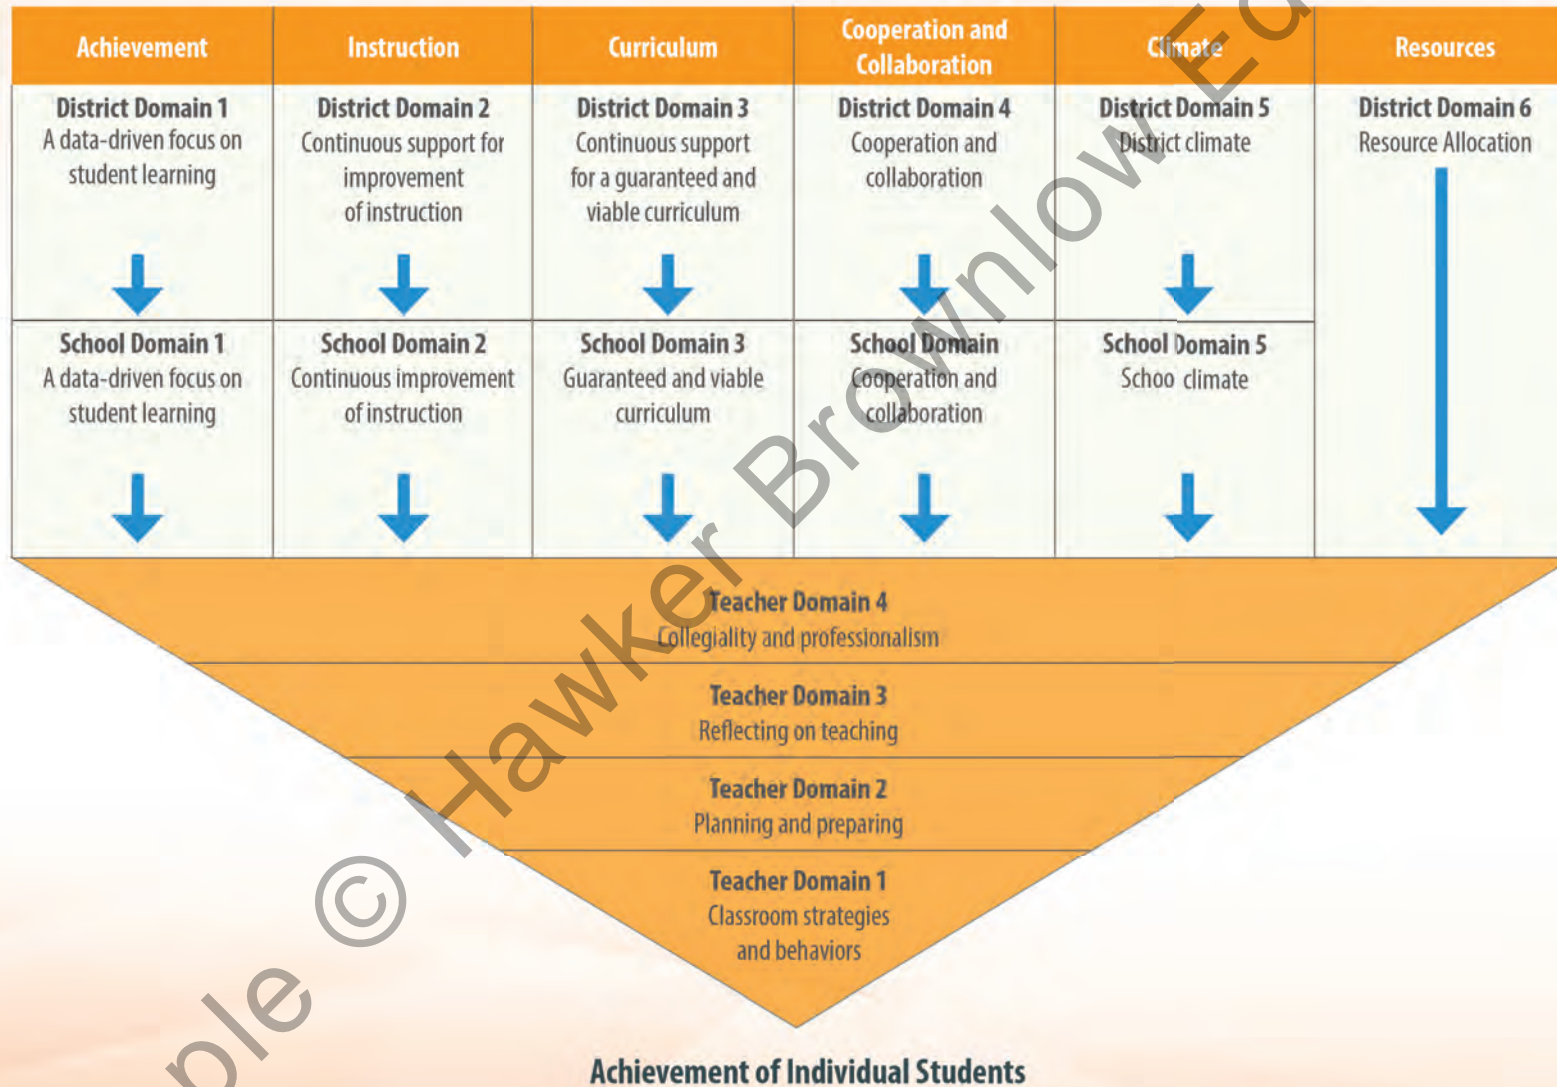 Achievement
Instruction
Curriculum
Cooperation and
Collaboration
Climate
Resources
District Domain 1
A data-driven focus on
student learning
District Domain 2
Continuous support for
improvement
of instruction
District Domain 3
Continuous support
for a guaranteed and
viable curriculum
District Domain 4
Cooperation and
collaboration
District Domain 5
District climate
District Domain 6
Resource Allocation
School Domain 1
A data-driven focus on
student learning
School Domain 2
Continuous improvement
of instruction
School Domain 3
Guaranteed and viable
curriculum
School Domain
Cooperation and
collaboration
School Domain 5
Schoo climate
Teacher Domain 4
Collegiality and professionalism
Teacher Domain 3
Reflecting on teaching
Teacher Domain 2
Planning and preparing
Teacher Domain 1
Classroom strategies
and behaviors
Achievement of Individual Students
ple © Hawker Brownlow Ed